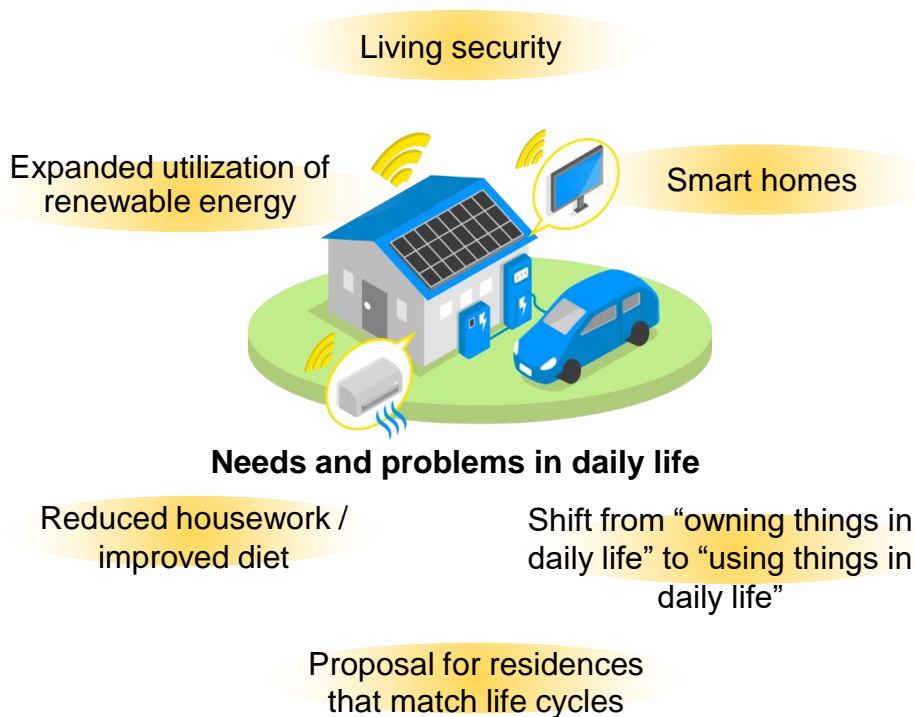 Living security
Expanded utilization of
renewable energy
Smart homes
Needs and problems in daily life
Reduced housework /
improved diet
Shift from “owning things in
daily life” to “using things in
daily life”
Proposal for residences
that match life cycles